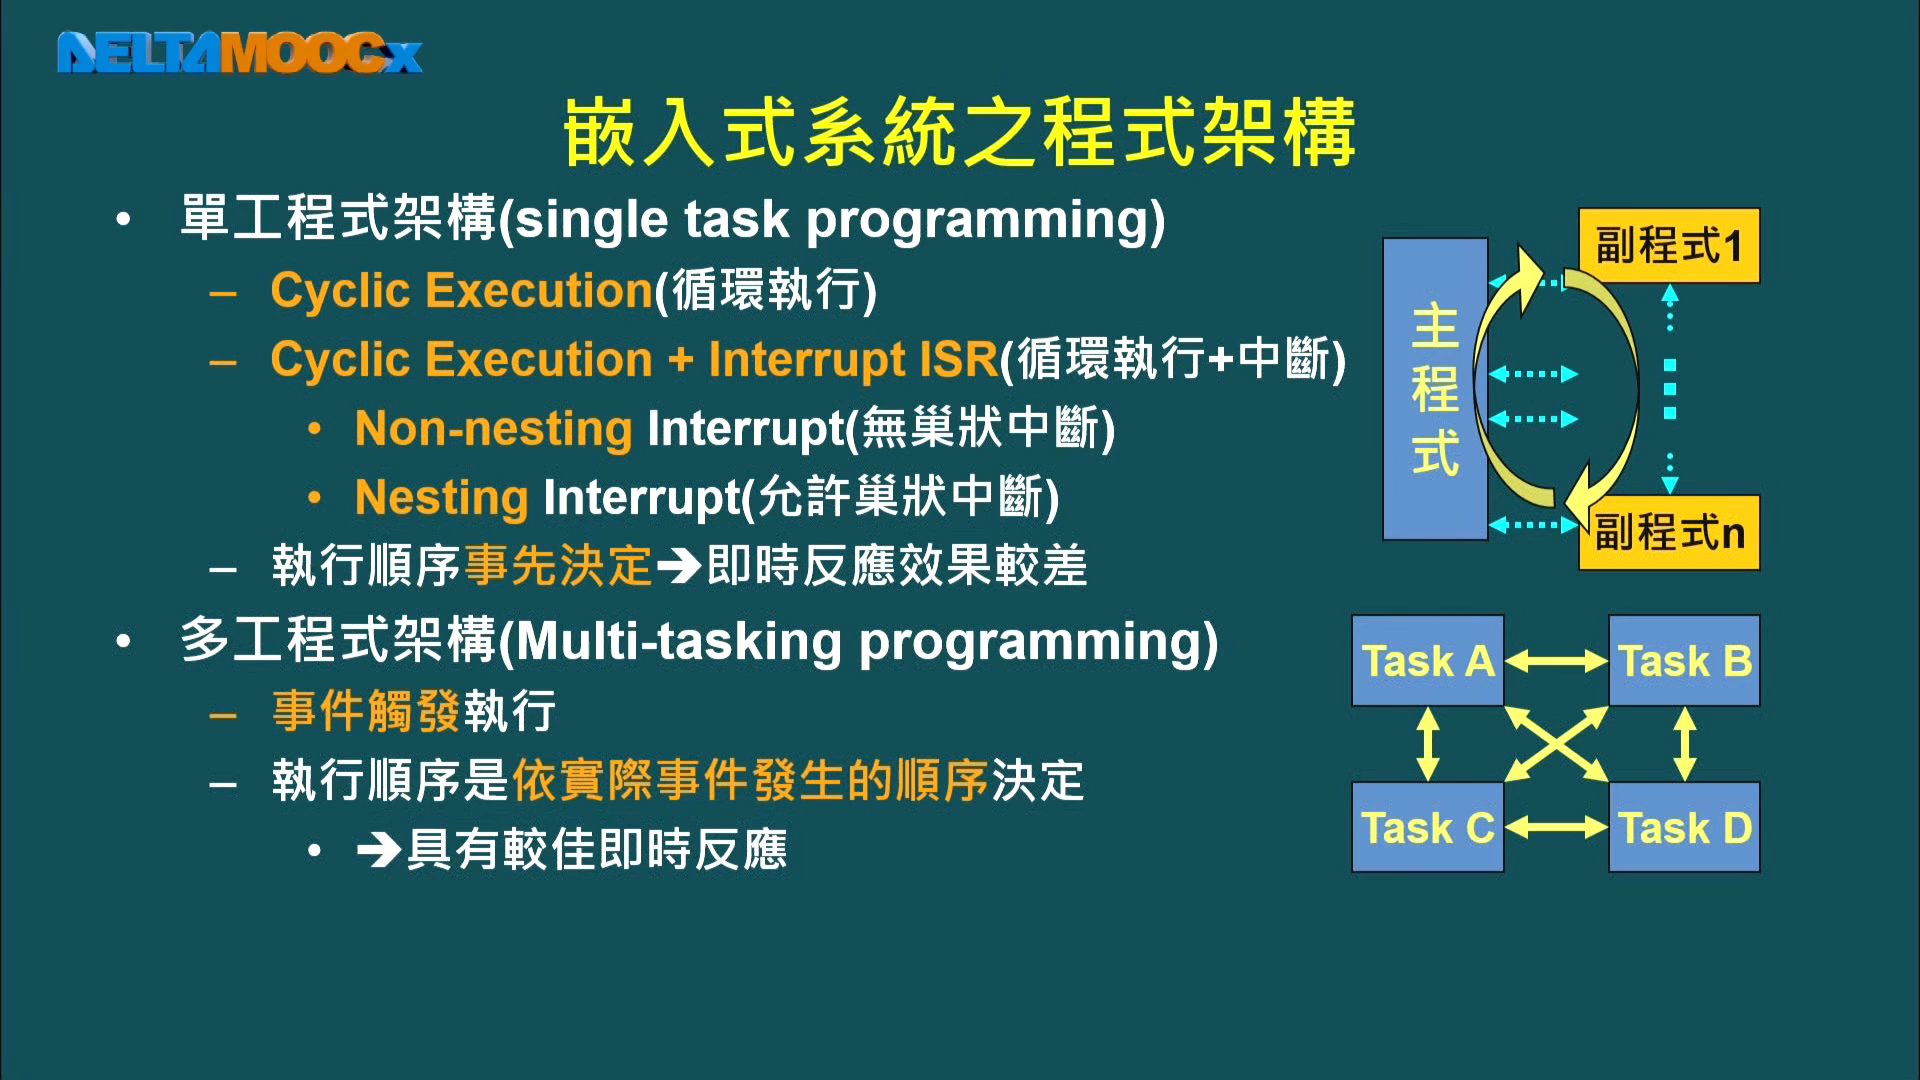 DELTAMOOCx
嵌入式系統之程式架構
• 單工程式架構(single task programming)
– Cyclic Execution(循環執行)
– Cyclic Execution + Interrupt ISR(循環執行+中斷)
• Non-nesting Interrupt(無巢狀中斷)
• Nesting Interrupt(允許巢狀中斷)
– 執行順序事先決定➔即時反應效果較差
• 多工程式架構(Multi-tasking programming)
– 事件觸發執行
– 執行順序是依實際事件發生的順序決定
• ➔具有較佳即時反應
主程式
副程式1
副程式n
Task A
Task B
Task C
Task D